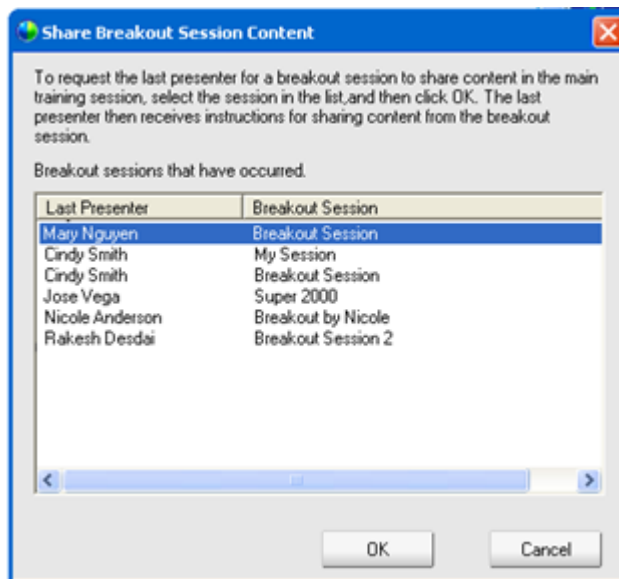 Share Breakout Session Content
To request the last presenter for a breakout session to share content in the main
training session, select the session in the list,and then click OK. The last
presenter then receives instructions for sharing content from the breakout
session.
Breakout sessions that have occurred.
Last Presenter Breakout Session
Mary Nguyen Breakout Session
Cindy Smith My Session
Cindy Smith Breakout Session
Jose Vega Super 2000
Nicole Anderson Breakout by Nicole
Rakesh Desdai Breakout Session 2
OK Cancel